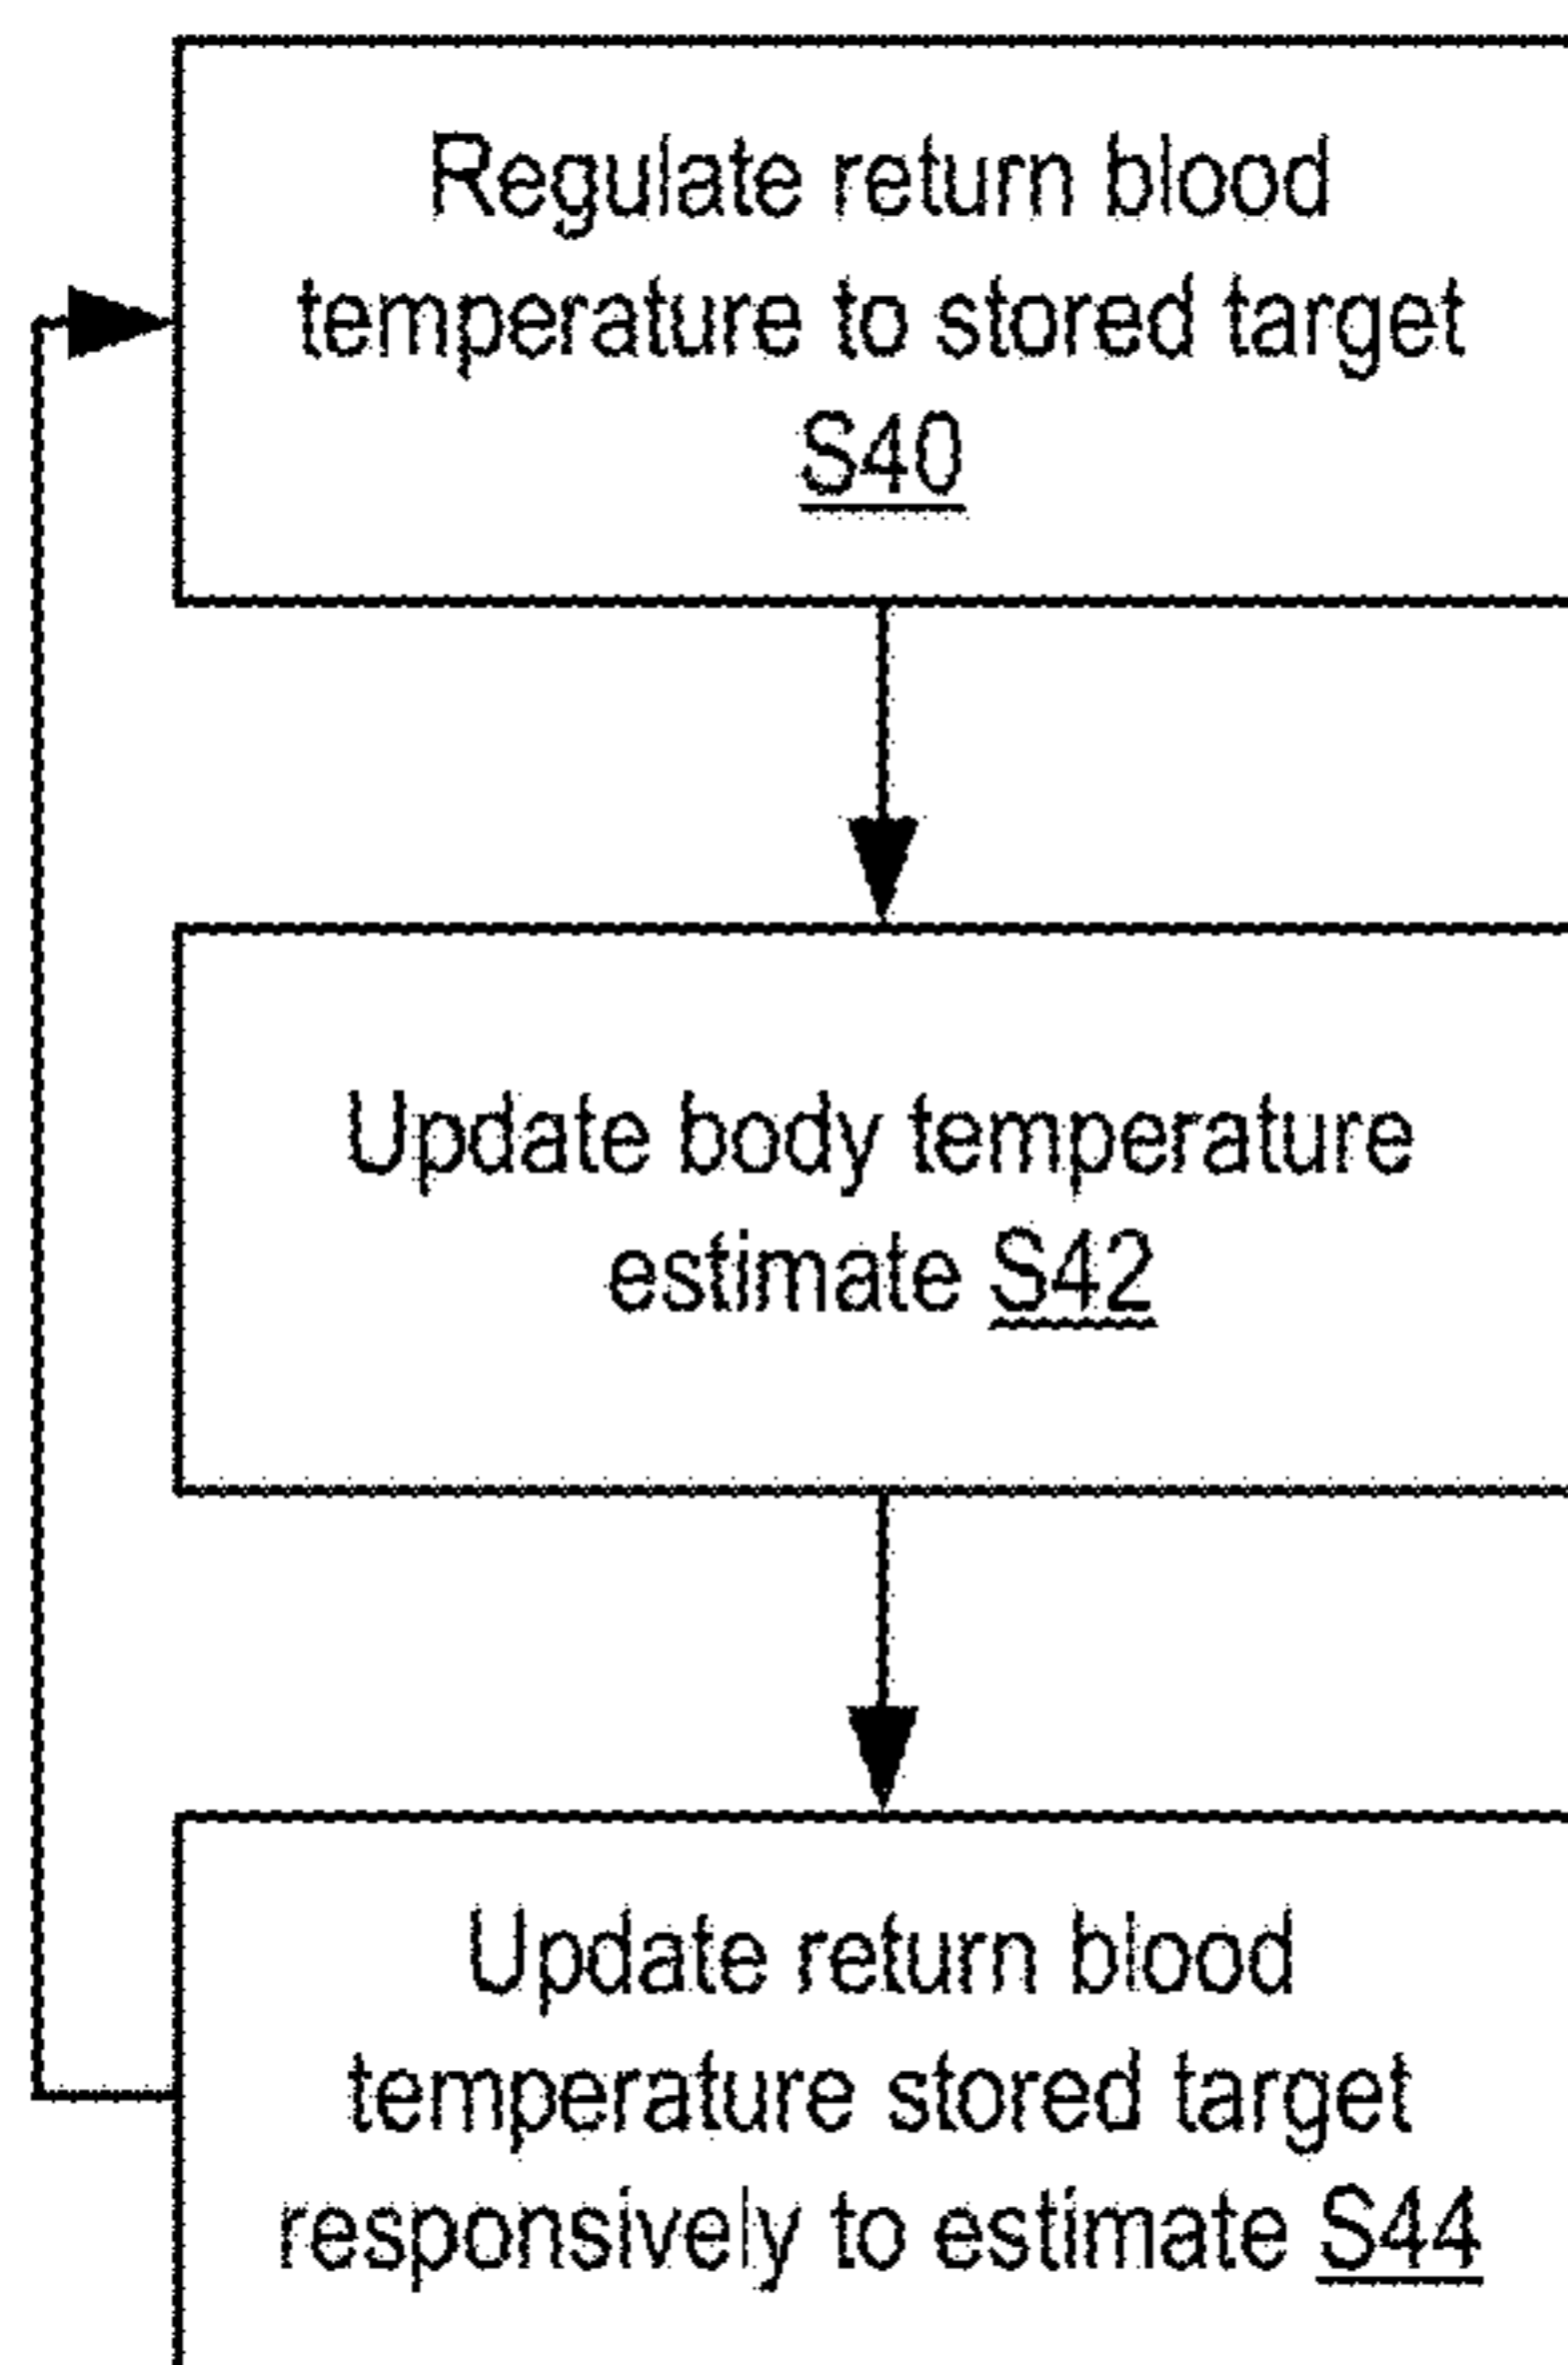 Regulate return blood
temperature to stored target
S40
Update body temperature
estimate S42
Update return blood
temperature stored target
responsively to estimate S44